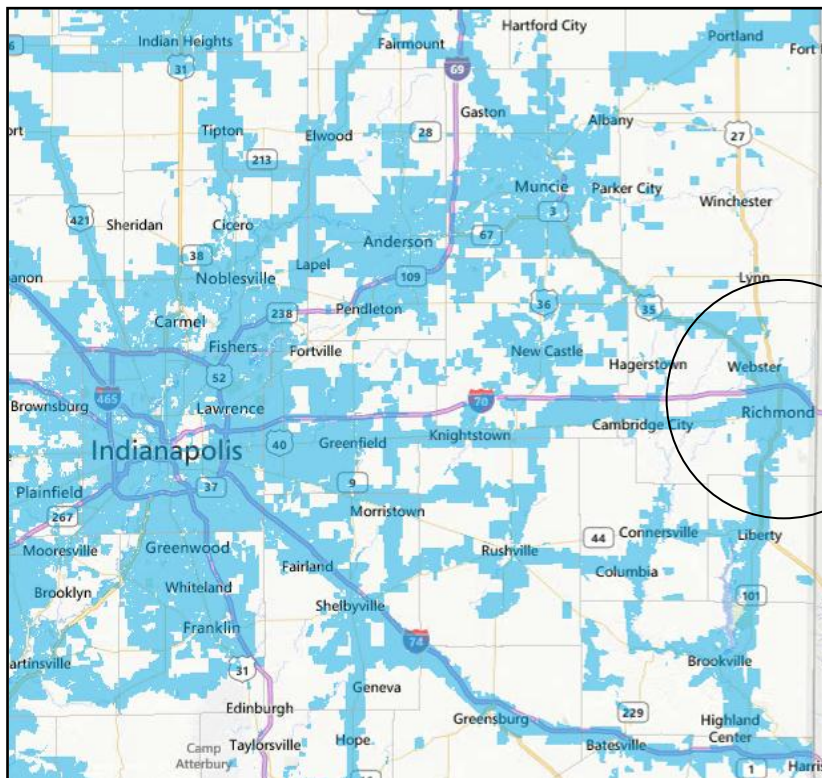 Hartford City
Indian Heights
Fairmount
Portland
31
69
Gaston
Tipton
Elwood
28
Albany
27
213
421
Muncie
Parker City
Sheridan
Cicero
3
Winchester
Anderson
67
38
Lapel
Lynn
Noblesville
109
36
238
Pendleton
35
Carmel
Fishers
Fortville
New Castle
Hagerstown
Webster
52
465
70
Brownsburg
Lawrence
Richmond
Indianapolis
40
Greenfield
Knightstown
Cambridge City
37
9
Plainfield
Morristown
267
Connersville
44
Liberty
Mooresville
Greenwood
Rushville
Fairland
Columbia
Brooklyn
Whiteland
101
Shelbyville
Franklin
74
artinsville
31
Brookville
Geneva
Edinburgh
229
Greensburg
Highland
Center
Camp
Atterbury
Taylorsville
Hope
Batesville
1
Harris